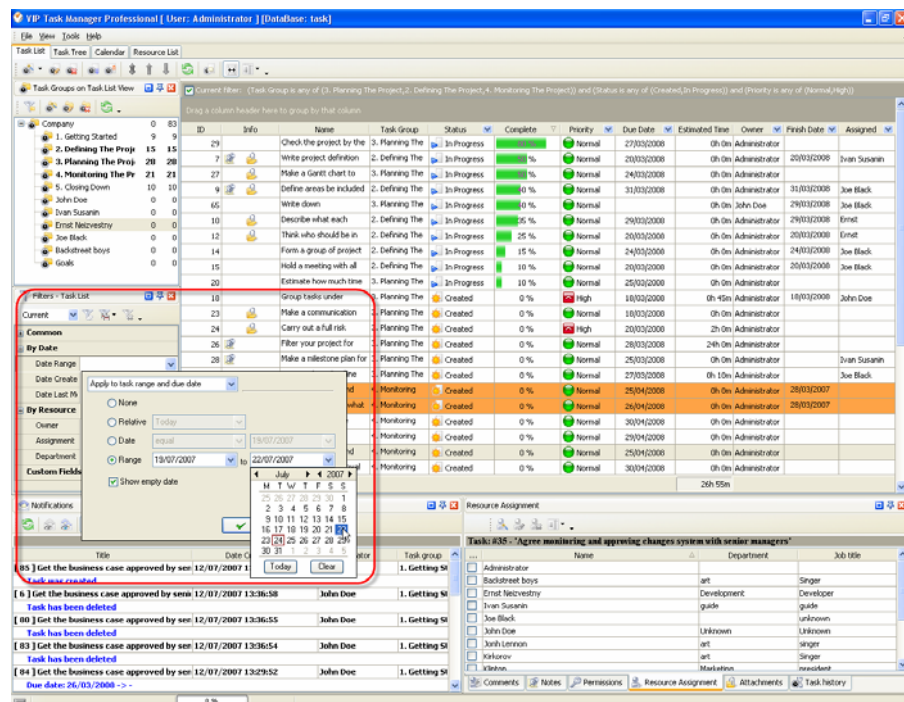 VIP Task Manager Professional [ User: Administrator ] [DataBase: task]
File View Tools Help
Task List Task Tree Calendar Resource List
Task Groups on Task List View
Current filter: (Task Group is any of (3. Planning The Project,2. Defining The Project,4. Monitoring The Project)) and (Status is any of (Created,In Progress)) and (Priority is any of (Normal,High))
Drag a column header here to group by that column
Company 0 83
1. Getting Started 9 9
2. Defining The Proj 15 15
3. Planning The Proj 28 28
4. Monitoring The Pr 21 21
5. Closing Down 10 10
John Doe 0 0
Ivan Susanin 0 0
Ernst Neizvestny 0 0
Joe Black 0 0
Backstreet boys 0 0
Goals 0 0
ID Info Name Task Group Status Complete Priority Due Date Estimated Time Owner Finish Date Assigned
29 Check the project by the 3. Planning The In Progress Normal 27/03/2008 0h 0m Administrator
7 Write project definition 2. Defining The In Progress % Normal 20/03/2008 0h 0m Administrator 20/03/2008 Ivan Susanin
27 Make a Gantt chart to 3. Planning The In Progress % Normal 24/03/2008 0h 0m Administrator
9 Define areas be included 2. Defining The In Progress 0 % Normal 31/03/2008 0h 0m Administrator 31/03/2008 Joe Black
65 Write down 3. Planning The In Progress 0 % Normal 0h 0m John Doe 29/03/2008 Joe Black
10 Describe what each 2. Defining The In Progress 35 % Normal 29/03/2008 0h 0m Administrator 29/03/2008 Ernst
12 Think who should be in 2. Defining The In Progress 25 % Normal 20/03/2008 0h 0m Administrator 20/03/2008 Ernst
14 Form a group of project 2. Defining The In Progress 15 % Normal 24/03/2008 0h 0m Administrator 24/03/2008 Joe Black
15 Hold a meeting with all 2. Defining The In Progress 10 % Normal 20/03/2008 0h 0m Administrator 20/03/2008 Joe Black
20 Estimate how much time 3. Planning The In Progress 10 % Normal 25/03/2008 0h 0m Administrator
18 Group tasks under 3. Planning The Created 0 % High 18/03/2008 0h 45m Administrator 18/03/2008 John Doe
23 Make a communication 3. Planning The Created 0 % Normal 18/03/2008 0h 0m Administrator
24 Carry out a full risk 3. Planning The Created 0 % High 20/03/2008 2h 0m Administrator
26 Filter your project for 3. Planning The Created 0 % Normal 28/03/2008 24h 0m Administrator
28 Make a milestone plan for 3. Planning The Created 0 % Normal 25/03/2008 0h 0m Administrator Ivan Susanin
3. Planning The Created 0 % Normal 27/03/2008 0h 10m Administrator Joe Black
Monitoring Created 0 % Normal 25/04/2008 0h 0m Administrator 28/03/2007
what Monitoring Created 0 % Normal 26/04/2008 0h 0m Administrator 28/03/2007
Monitoring Created 0 % Normal 30/04/2008 0h 0m Administrator
Monitoring Created 0 % Normal 29/04/2008 0h 0m Administrator
Monitoring Created 0 % Normal 25/04/2008 0h 0m Administrator
Monitoring Created 0 % Normal 30/04/2008 0h 0m Administrator
26h 55m
Filters - Task List
Current
Common
By Date
Date Range
Date Create
Date Last M
By Resource
Owner
Assignment
Department
Custom Fields
Apply to task range and due date
None
Relative Today
Date equal 19/07/2007
Range 19/07/2007 to 22/07/2007
Show empty date
July 2007
M T W T F S S
25 26 27 28 29 30 1
2 3 4 5 6 7 8
9 10 11 12 13 14 15
16 17 18 19 20 21 22
23 24 25 26 27 28 29
30 31 1 2 3 4 5
Today Clear
Notifications
Title Date C ator Task group
[85 ] Get the business case approved by sen 12/07/2007 1 1. Getting St
Task was created
[ 6 ] Get the business case approved by seni 12/07/2007 13:36:58 John Doe 1. Getting St
Task has been deleted
[ 80 ] Get the business case approved by sen 12/07/2007 13:36:55 John Doe 1. Getting St
Task has been deleted
[ 83 ] Get the business case approved by sen 12/07/2007 13:36:54 John Doe 1. Getting St
Task has been deleted
[ 84 ] Get the business case approved by sen 12/07/2007 13:29:52 John Doe 1. Getting St
Due date: 26/03/2008 -> -
0 %
Resource Assignment
Task: #35 - 'Agree monitoring and approving changes system with senior managers'
... Name Department Job title
Administrator
Backstreet boys art Singer
Ernst Neizvestny Development Developer
Ivan Susanin guide guide
Joe Black unknown
John Doe Unknown Unknown
Jonh Lennon art singer
Kirkorov art Singer
Klinton Marketing president
Comments Notes Permissions Resource Assignment Attachments Task history